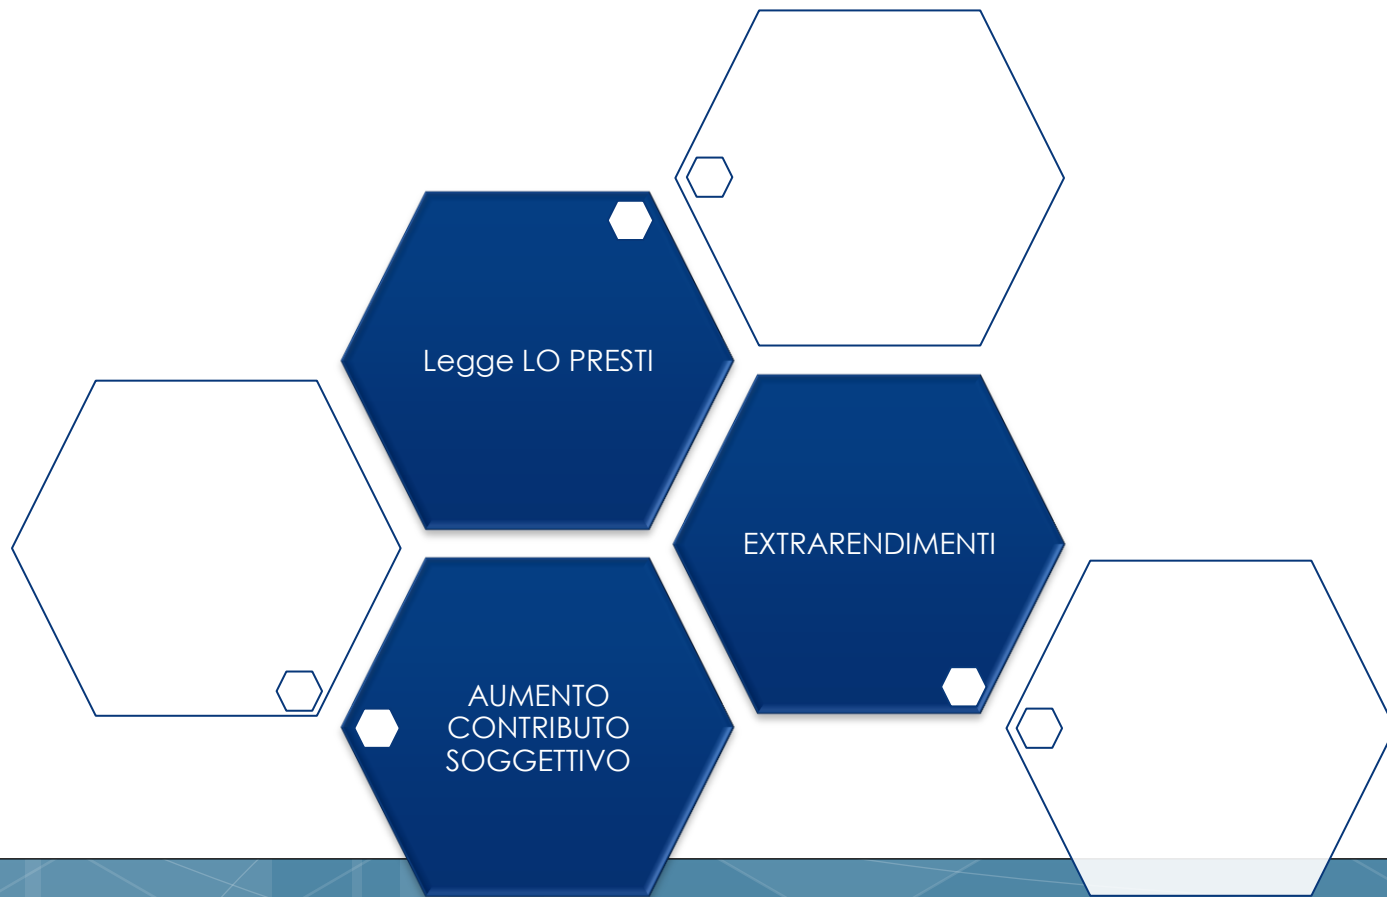 Legge LO PRESTI
EXTRARENDIMENTI
AUMENTO
CONTRIBUTO
SOGGETTIVO